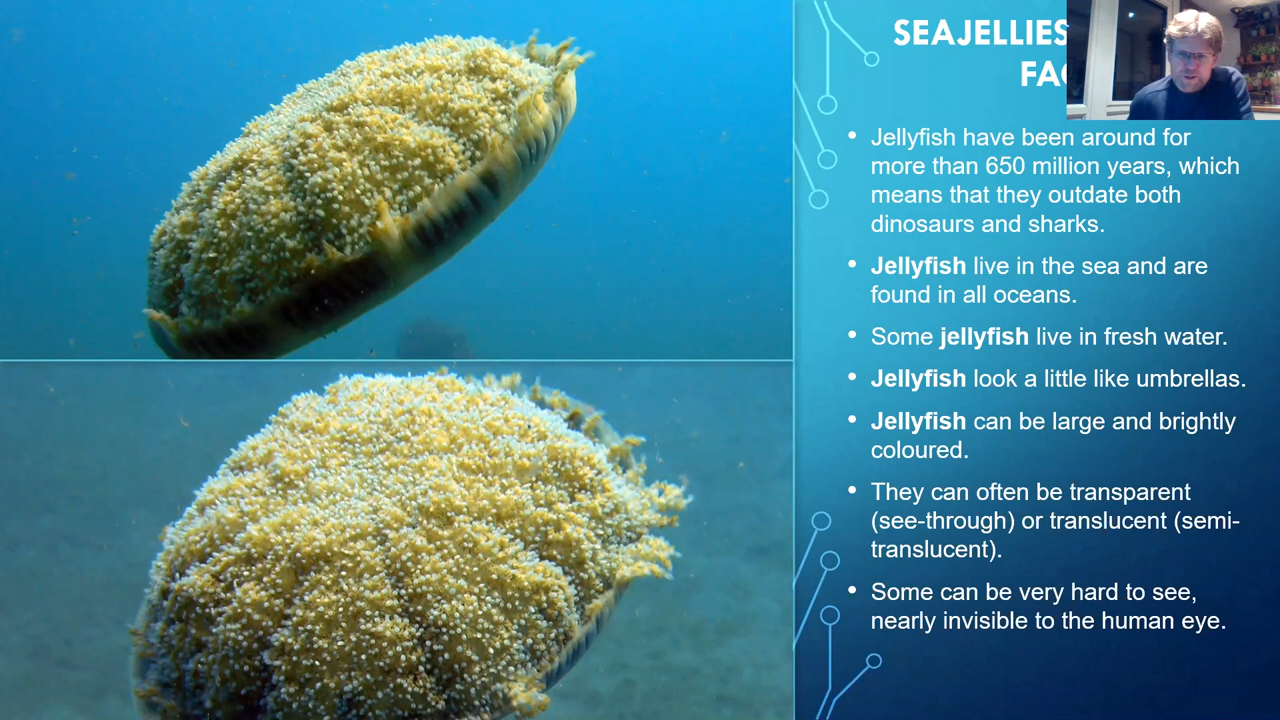 SEAJELLIES
Jellyfish have been around for
more than 650 million years, which
means that they outdate both
dinosaurs and sharks.
Jellyfish live in the sea and are
found in all oceans.
Some jellyfish live in fresh water.
Jellyfish look a little like umbrellas.
Jellyfish can be large and brightly
coloured.
They can often be transparent
(see-through) or translucent (semi-
translucent).
Some can be very hard to see,
nearly invisible to the human eye.